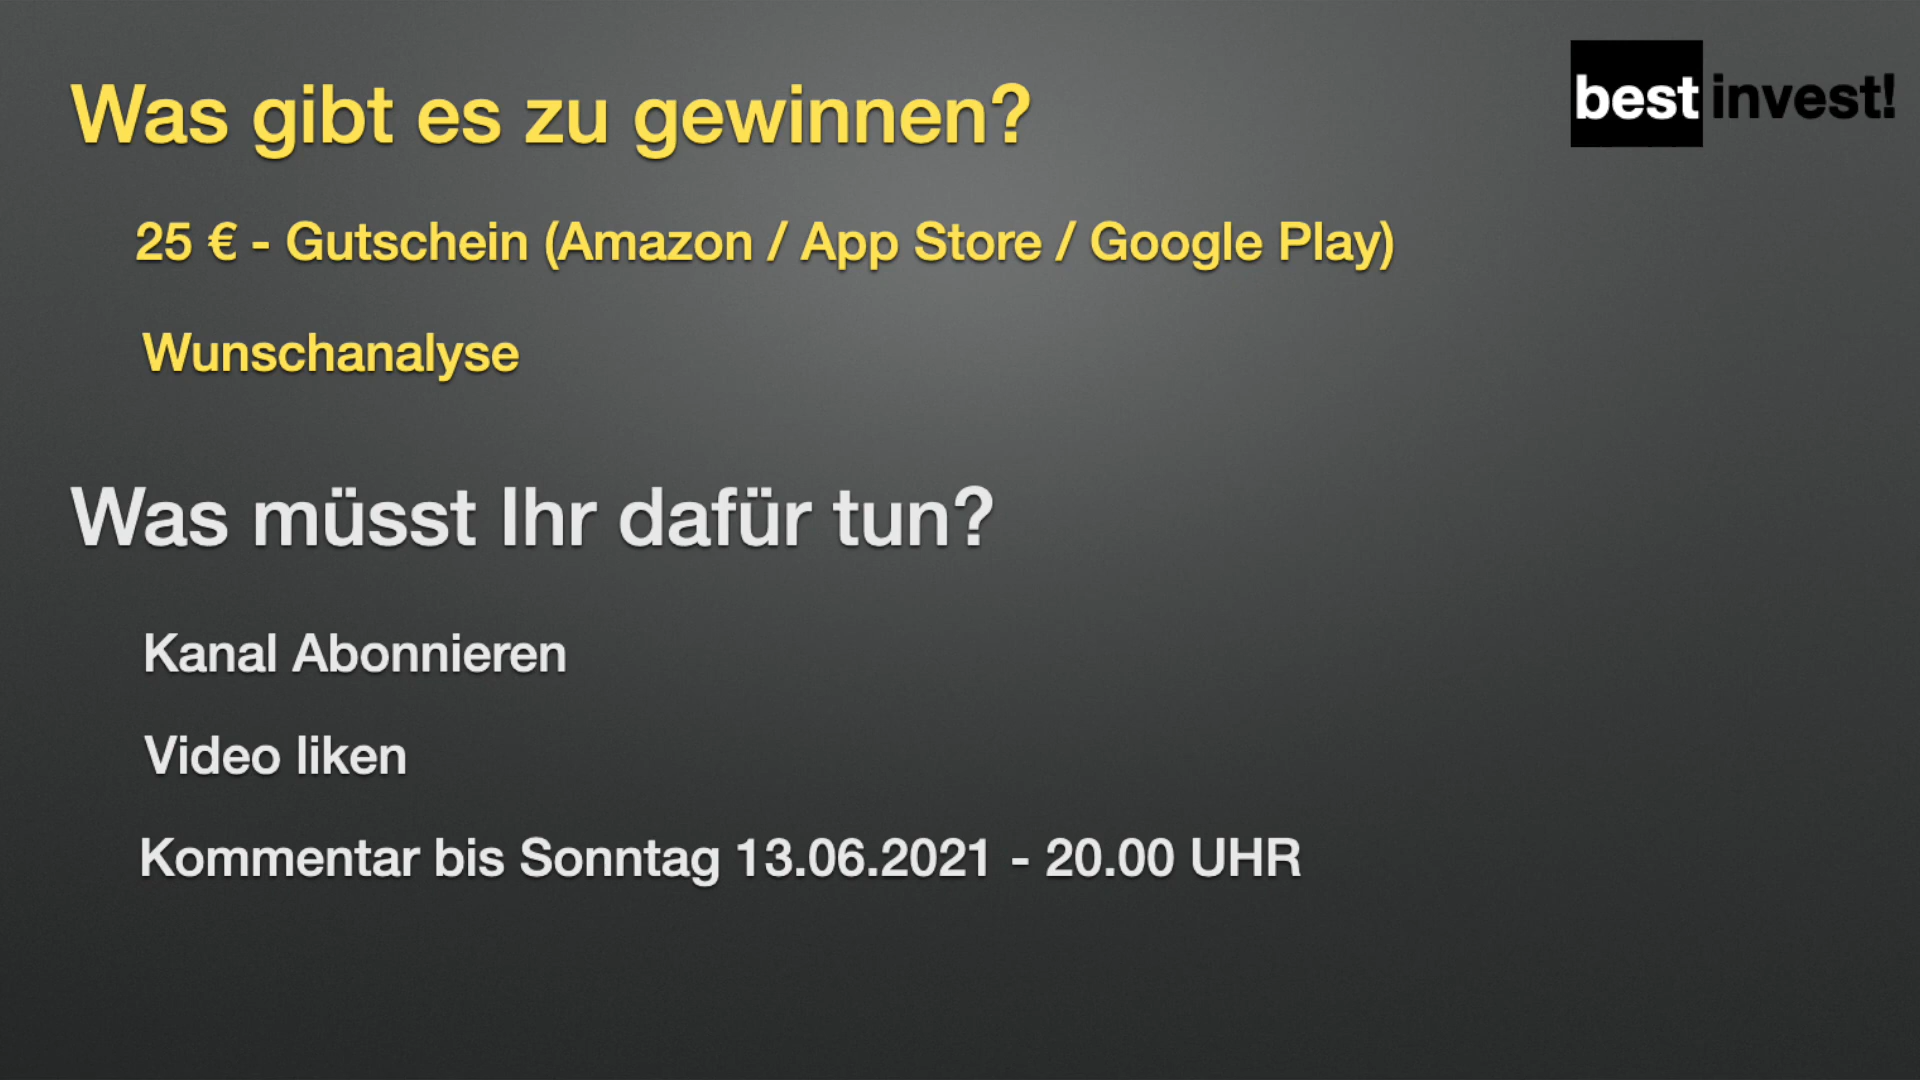 Was gibt es zu gewinnen?
best invest!
25 € - Gutschein (Amazon / App Store / Google Play)
Wunschanalyse
Was müsst Ihr dafür tun?
Kanal Abonnieren
Video liken
Kommentar bis Sonntag 13.06.2021 - 20.00 UHR